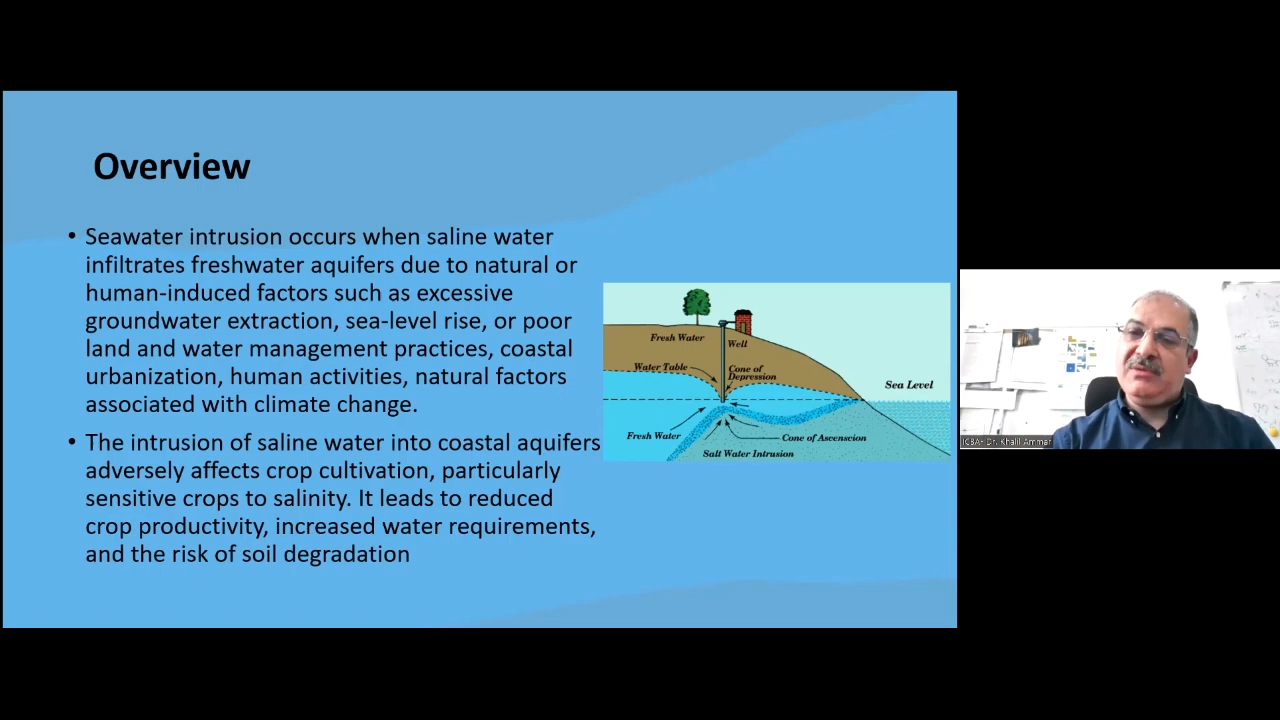 Overview
• Seawater intrusion occurs when saline water
infiltrates freshwater aquifers due to natural or
human-induced factors such as excessive
groundwater extraction, sea-level rise, or poor
land and water management practices, coastal
urbanization, human activities, natural factors
associated with climate change.
• The intrusion of saline water into coastal aquifers
adversely affects crop cultivation, particularly
sensitive crops to salinity. It leads to reduced
crop productivity, increased water requirements,
and the risk of soil degradation
Fresh Water
Well
Water Table
Cone of
Depression
Sea Level
Fresh Water
Cone of Ascenscion
Salt Water Intrusion
ICBA- Dr. Khalil Ammar